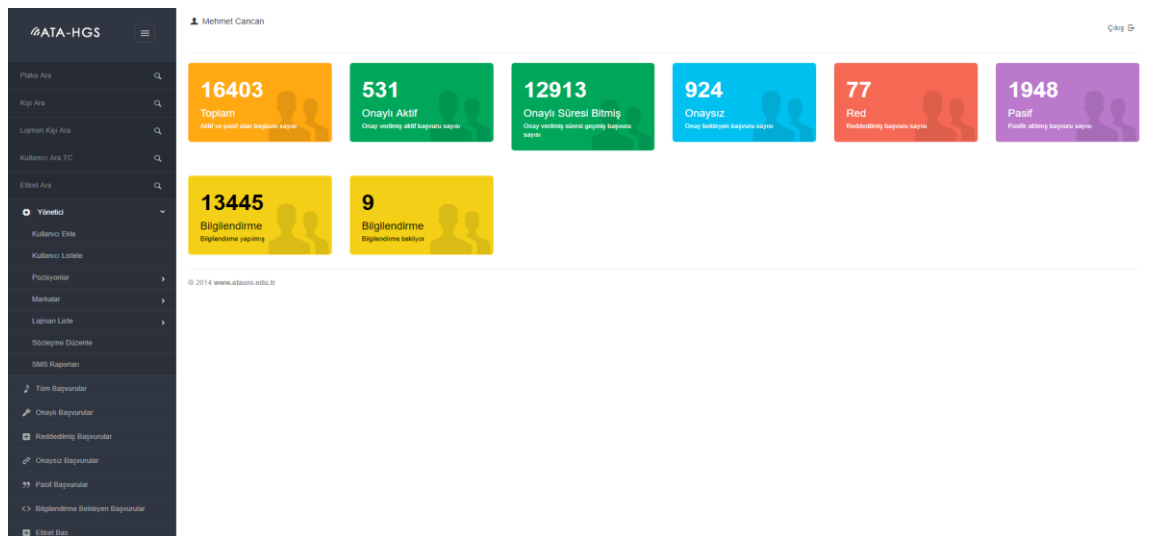 ATA-HGS
Plaka Ara
Kişi Ara
Lojman Kişi Ara
Kullanıcı Ara TC
Etiket Ara
Yönetici
Kullanıcı Ekle
Kullanıcı Listele
Pozisyonlar
Markalar
Lojman Liste
Sözleşme Düzenle
SMS Raporları
Tüm Başvurular
Onaylı Başvurular
Reddedilmiş Başvurular
Onaysız Başvurular
Pasif Başvurular
Bilgilendirme Bekleyen Başvurular
Etiket Bas
Mehmet Cancan
Çıkış
16403
Toplam
Aktif ve pasif olan başburu sayısı
531
Onaylı Aktif
Onay verilmiş aktif başvuru sayısı
12913
Onaylı Süresi Bitmiş
Onay verilmiş süresi geçmiş başvuru
sayısı
924
Onaysız
Onay bekleyen başvuru sayısı
77
Red
Reddedilmiş başvuru sayısı
1948
Pasif
Pasife atılmış başvuru sayısı
13445
Bilgilendirme
Bilgilendirme yapılmış
9
Bilgilendirme
Bilgilendirme bekliyor
© 2014 www.atauni.edu.tr